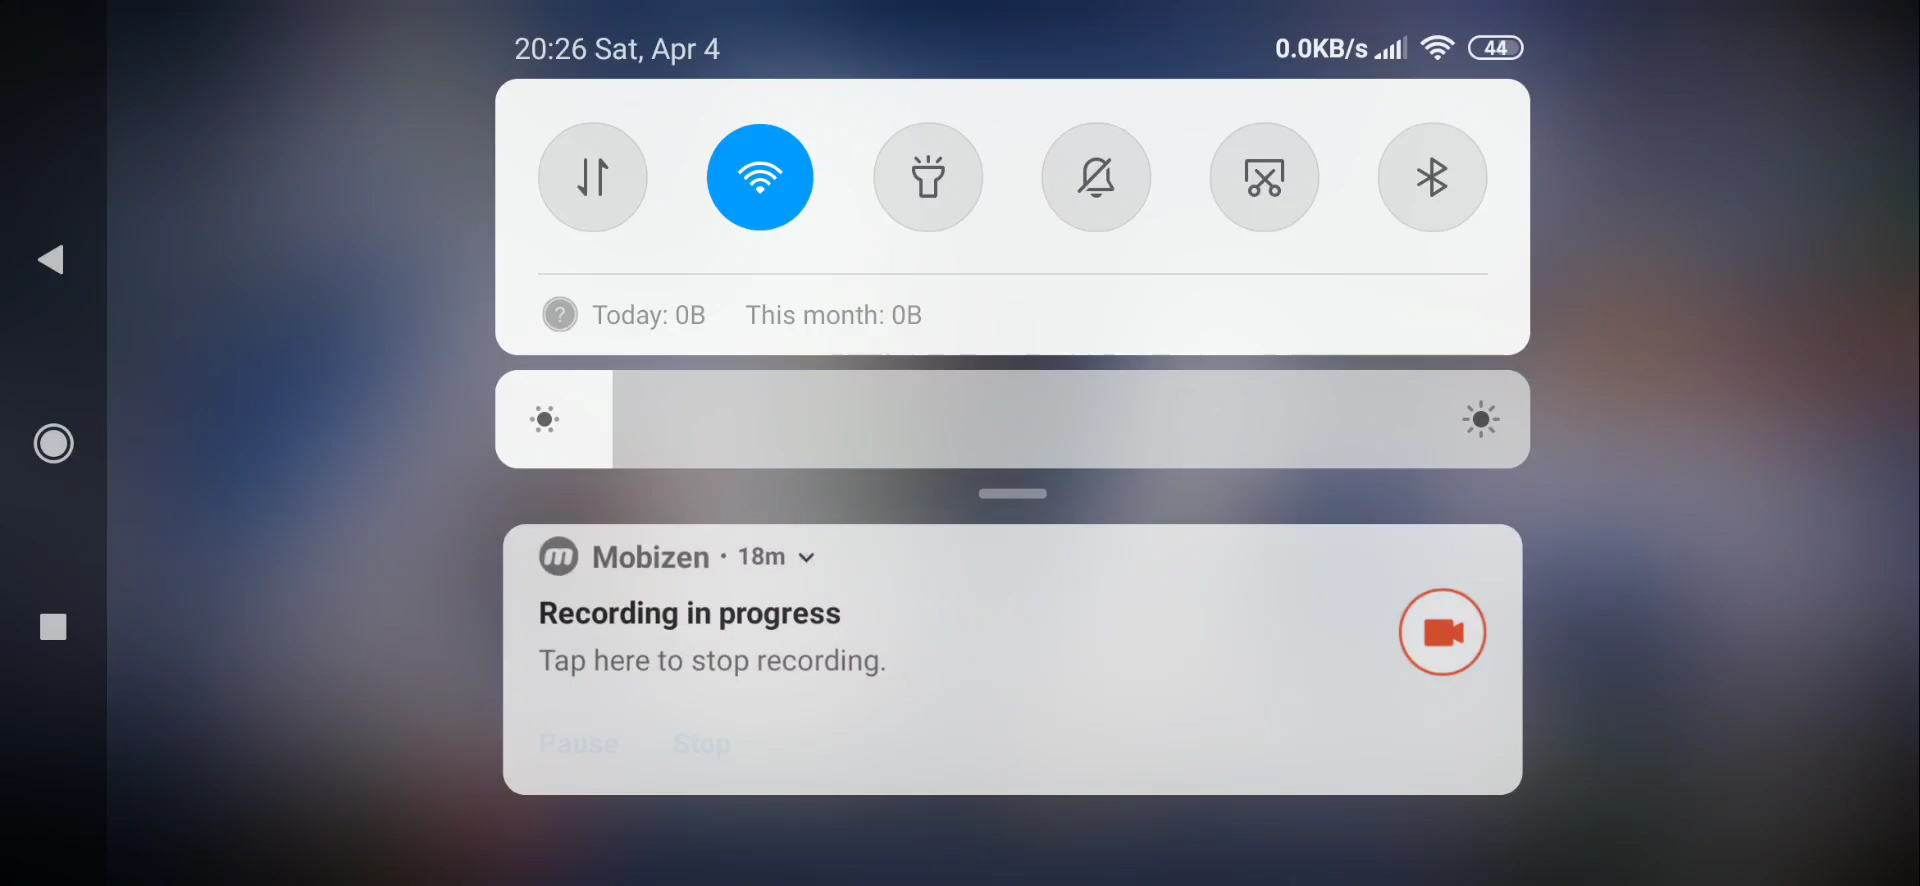 20:26 Sat, Apr 4 0.0KB/s 44
? Today: 0B This month: 0B
m Mobizen · 18m
Recording in progress
Tap here to stop recording.
Pause Stop